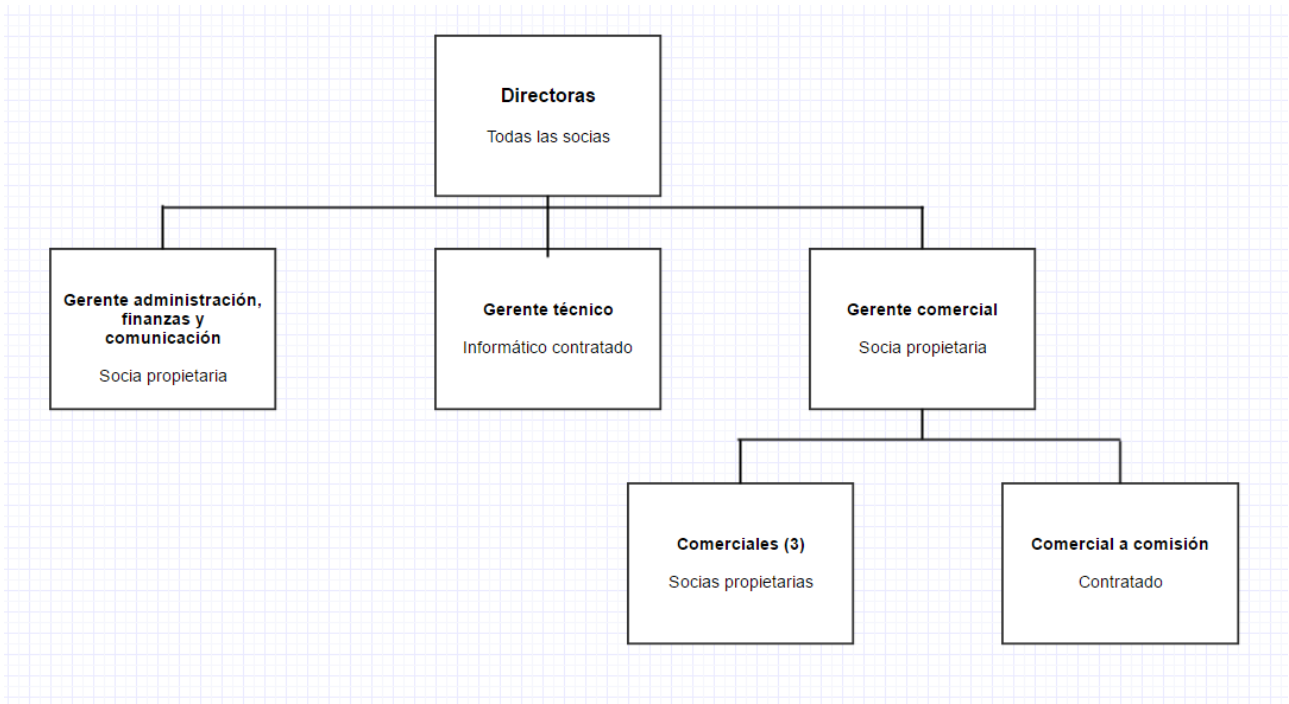 Directoras
Todas las socias
Gerente administración,
finanzas y
comunicación
Socia propietaria
Gerente técnico
Informático contratado
Gerente comercial
Socia propietaria
Comerciales (3)
Socias propietarias
Comercial a comisión
Contratado